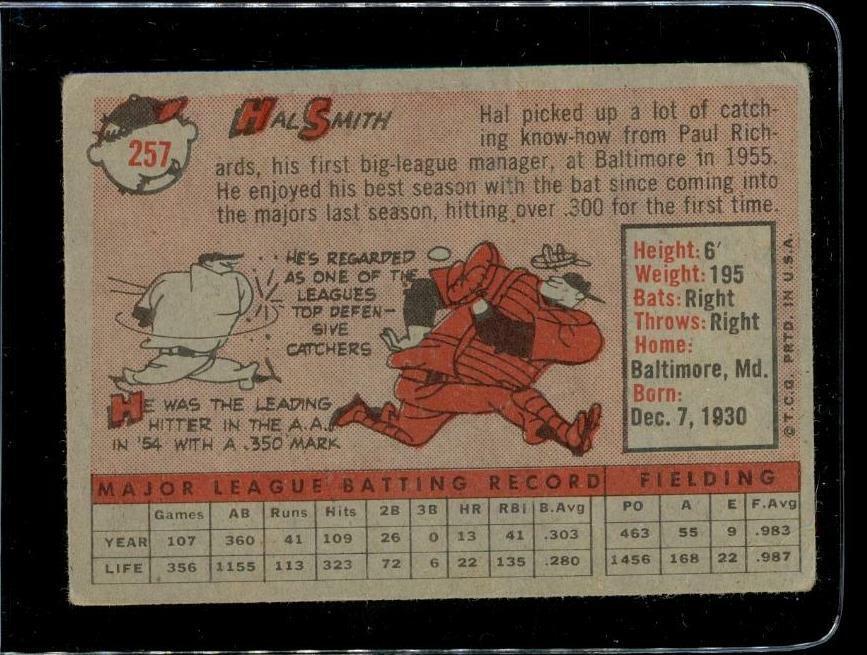 257
HAL SMITH
Hal picked up a lot of catch-
ing know-how from Paul Rich-
ards, his first big-league manager, at Baltimore in 1955.
He enjoyed his best season with the bat since coming into
the majors last season, hitting over .300 for the first time.
HE'S REGARDED
AS ONE OF THE
LEAGUES
TOP DEFEN-
SIVE
CATCHERS
HE WAS THE LEADING
HITTER IN THE A.A.
IN '54 WITH A .350 MARK
Height: 6'
Weight: 195
Bats: Right
Throws: Right
Home:
Baltimore, Md.
Born:
Dec. 7, 1930
© T.C.G. PRTD. IN U.S.A.
MAJOR LEAGUE BATTING RECORD FIELDING
Games AB Runs Hits 2B 3B HR RBI B.Avg PO A E F.Avg
YEAR 107 360 41 109 26 0 13 41 .303 463 55 9 .983
LIFE 356 1155 113 323 72 6 22 135 .280 1456 168 22 .987